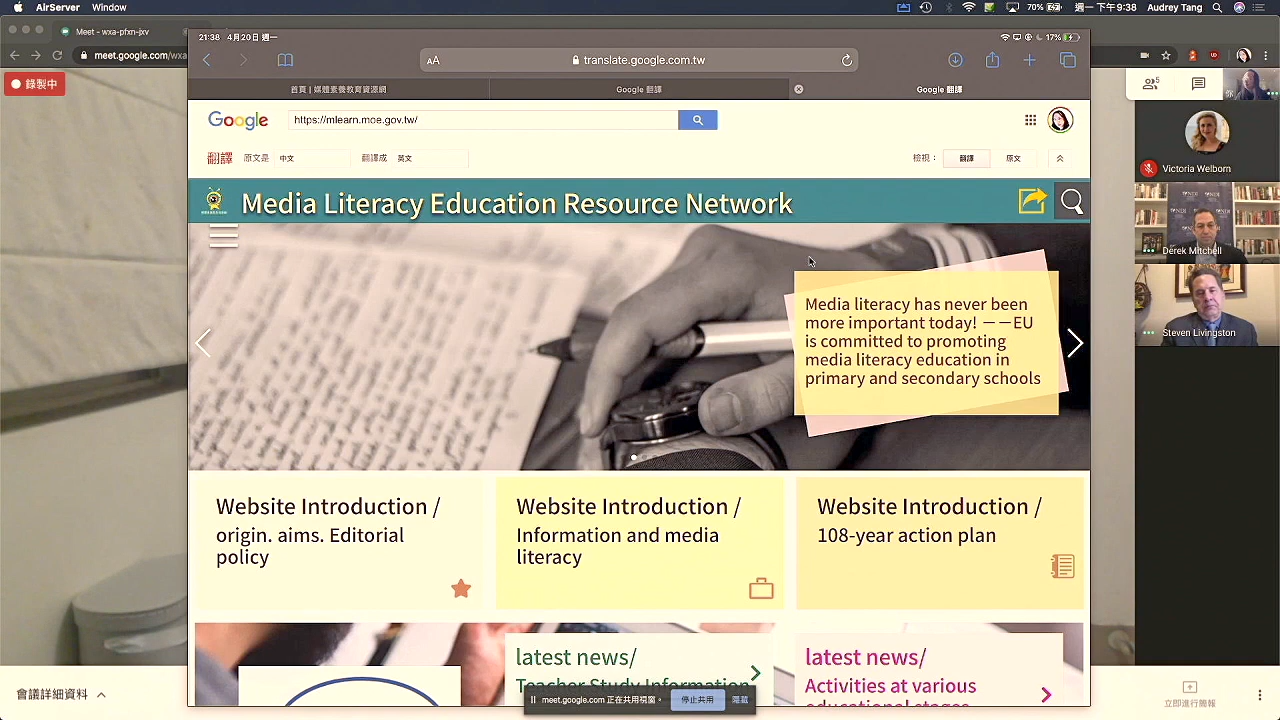 AirServer Window
70% 週一 下午9:38 Audrey Tang
Meet - wxa-pfxn-jxv
meet.google.com/wxa
錄製中
21:38 4月20日 週一
17%
AA
translate.google.com.tw
首頁 | 媒體素養教育資源網
Google 翻譯
Google 翻譯
Google
https://mlearn.moe.gov.tw/
翻譯 原文是 中文 翻譯成 英文
檢視： 翻譯 原文
Media Literacy Education Resource Network
Media literacy has never been
more important today! ——EU
is committed to promoting
media literacy education in
primary and secondary schools
Website Introduction /
origin. aims. Editorial
policy
Website Introduction /
Information and media
literacy
Website Introduction /
108-year action plan
latest news/
Teacher Study Information
latest news/
Activities at various
educational stages
meet.google.com 正在共用視窗。 停止共用 隱藏
5
你
Victoria Welborn
Derek Mitchell
Steven Livingston
會議詳細資料
立即進行簡報